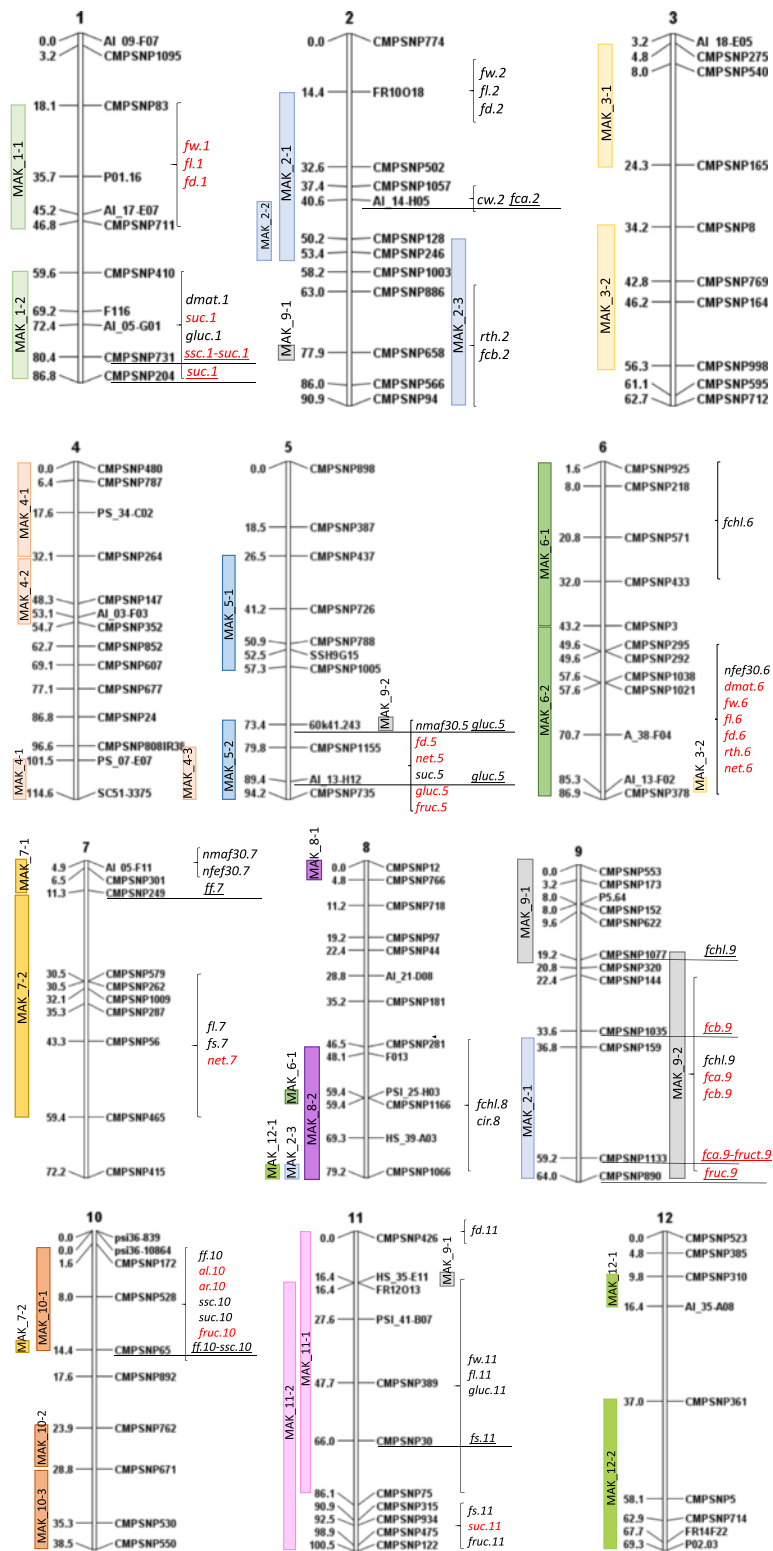 1
0.0 AI_09-F07
3.2 CMPSNP1095
18.1 CMPSNP83
35.7 P01.16
45.2 AI_17-E07
46.8 CMPSNP711
59.6 CMPSNP410
69.2 F116
72.4 AI_05-G01
80.4 CMPSNP731
86.8 CMPSNP204
MAK_1-1
MAK_1-2
fw.1
fl.1
fd.1
dmat.1
suc.1
gluc.1
ssc.1-suc.1
suc.1
2
0.0 CMPSNP774
14.4 FR10O18
32.6 CMPSNP502
37.4 CMPSNP1057
40.6 AI_14-H05
50.2 CMPSNP128
53.4 CMPSNP246
58.2 CMPSNP1003
63.0 CMPSNP886
77.9 CMPSNP658
86.0 CMPSNP566
90.9 CMPSNP94
MAK_2-1
MAK_2-2
MAK_9-1
MAK_2-3
fw.2
fl.2
fd.2
cw.2 fca.2
rth.2
fcb.2
3
3.2 AI_18-E05
4.8 CMPSNP275
8.0 CMPSNP540
24.3 CMPSNP165
34.2 CMPSNP8
42.8 CMPSNP769
46.2 CMPSNP164
56.3 CMPSNP998
61.1 CMPSNP595
62.7 CMPSNP712
MAK_3-1
MAK_3-2
4
0.0 CMPSNP480
6.4 CMPSNP787
17.6 PS_34-C02
32.1 CMPSNP264
48.3 CMPSNP147
53.1 AI_03-F03
54.7 CMPSNP352
62.7 CMPSNP852
69.1 CMPSNP607
77.1 CMPSNP677
86.8 CMPSNP24
96.6 CMPSNP808IR38
101.5 PS_07-E07
114.6 SC51-3375
MAK_4-1
MAK_4-2
MAK_4-1
MAK_4-3
5
0.0 CMPSNP898
18.5 CMPSNP387
26.5 CMPSNP437
41.2 CMPSNP726
50.9 CMPSNP788
52.5 SSH9G15
57.3 CMPSNP1005
73.4 60k41.243
79.8 CMPSNP1155
89.4 AI_13-H12
94.2 CMPSNP735
MAK_5-1
MAK_5-2
MAK_9-2
nmaf30.5 gluc.5
fd.5
net.5
suc.5 gluc.5
gluc.5
fruc.5
6
1.6 CMPSNP925
8.0 CMPSNP218
20.8 CMPSNP571
32.0 CMPSNP433
43.2 CMPSNP3
49.6 CMPSNP295
49.6 CMPSNP292
57.6 CMPSNP1038
57.6 CMPSNP1021
70.7 A_38-F04
85.3 AI_13-F02
86.9 CMPSNP378
MAK_6-1
MAK_6-2
MAK_3-2
fchl.6
nfef30.6
dmat.6
fw.6
fl.6
fd.6
rth.6
net.6
7
4.9 AI_05-F11
6.5 CMPSNP301
11.3 CMPSNP249
30.5 CMPSNP579
30.5 CMPSNP262
32.1 CMPSNP1009
35.3 CMPSNP287
43.3 CMPSNP56
59.4 CMPSNP465
72.2 CMPSNP415
MAK_7-1
MAK_7-2
nmaf30.7
nfef30.7
ff.7
fl.7
fs.7
net.7
8
0.0 CMPSNP12
4.8 CMPSNP766
11.2 CMPSNP718
19.2 CMPSNP97
22.4 CMPSNP44
28.8 AI_21-D08
35.2 CMPSNP181
46.5 CMPSNP281
48.1 F013
59.4 PSI_25-H03
59.4 CMPSNP1166
69.3 HS_39-A03
79.2 CMPSNP1066
MAK_8-1
MAK_6-1
MAK_8-2
MAK_12-1
MAK_2-3
fchl.8
cir.8
9
0.0 CMPSNP553
3.2 CMPSNP173
8.0 P5.64
8.0 CMPSNP152
9.6 CMPSNP622
19.2 CMPSNP1077
20.8 CMPSNP320
22.4 CMPSNP144
33.6 CMPSNP1035
36.8 CMPSNP159
59.2 CMPSNP1133
64.0 CMPSNP890
MAK_9-1
MAK_2-1
MAK_9-2
fchl.9
fcb.9
fchl.9
fca.9
fcb.9
fca.9-fruct.9
fruc.9
10
0.0 psi36-839
0.0 psi36-10864
1.6 CMPSNP172
8.0 CMPSNP528
14.4 CMPSNP65
17.6 CMPSNP892
23.9 CMPSNP762
28.8 CMPSNP671
35.3 CMPSNP530
38.5 CMPSNP550
MAK_7-2
MAK_10-1
MAK_10-2
MAK_10-3
ff.10
al.10
ar.10
ssc.10
suc.10
fruc.10
ff.10-ssc.10
11
0.0 CMPSNP426
16.4 HS_35-E11
16.4 FR12O13
27.6 PSI_41-B07
47.7 CMPSNP389
66.0 CMPSNP30
86.1 CMPSNP75
90.9 CMPSNP315
92.5 CMPSNP934
98.9 CMPSNP475
100.5 CMPSNP122
MAK_11-1
MAK_11-2
MAK_9-1
fd.11
fw.11
fl.11
gluc.11
fs.11
fs.11
suc.11
fruc.11
12
0.0 CMPSNP523
4.8 CMPSNP385
9.8 CMPSNP310
16.4 AI_35-A08
37.0 CMPSNP361
58.1 CMPSNP5
62.9 CMPSNP714
67.7 FR14F22
69.3 P02.03
MAK_12-1
MAK_12-2